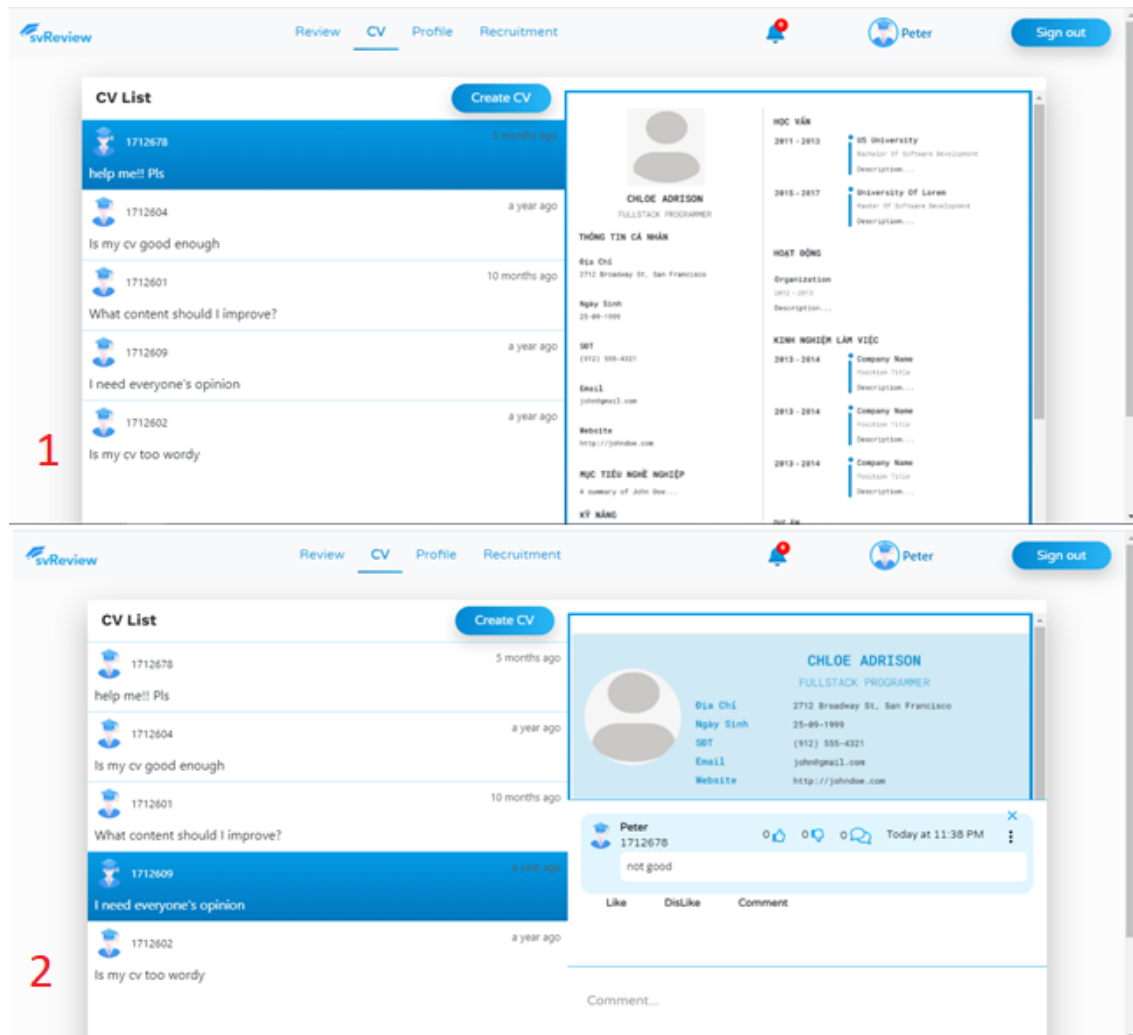 svReview
Review CV Profile Recruitment
Peter
Sign out
CV List
Create CV
1712678
5 months ago
help me!! Pls
1712604
a year ago
Is my cv good enough
1712601
10 months ago
What content should I improve?
1712609
a year ago
I need everyone's opinion
1712602
a year ago
Is my cv too wordy
1
CHLOE ADRISON
FULLSTACK PROGRAMMER
THÔNG TIN CÁ NHÂN
Địa Chỉ
2712 Broadway St, San Francisco
Ngày Sinh
25-09-1999
SĐT
(912) 555-4321
Email
john@gmail.com
Website
http://johndoe.com
MỤC TIÊU NGHỀ NGHIỆP
A summary of John Doe...
KỸ NĂNG
HỌC VẤN
2011 - 2013
US University
Bachelor Of Software Development
Description...
2015 - 2017
University Of Lorem
Master Of Software Development
Description...
HOẠT ĐỘNG
Organization
2012 - 2013
Description...
KINH NGHIỆM LÀM VIỆC
2013 - 2014
Company Name
Position Title
Description...
2013 - 2014
Company Name
Position Title
Description...
2013 - 2014
Company Name
Position Title
Description...
DỰ ÁN
svReview
Review CV Profile Recruitment
Peter
Sign out
CV List
Create CV
1712678
5 months ago
help me!! Pls
1712604
a year ago
Is my cv good enough
1712601
10 months ago
What content should I improve?
1712609
a year ago
I need everyone's opinion
1712602
a year ago
Is my cv too wordy
2
CHLOE ADRISON
FULLSTACK PROGRAMMER
Địa Chỉ 2712 Broadway St, San Francisco
Ngày Sinh 25-09-1999
SĐT (912) 555-4321
Email john@gmail.com
Website http://johndoe.com
Peter
1712678
0 0 0 Today at 11:38 PM
not good
Like DisLike Comment
Comment...